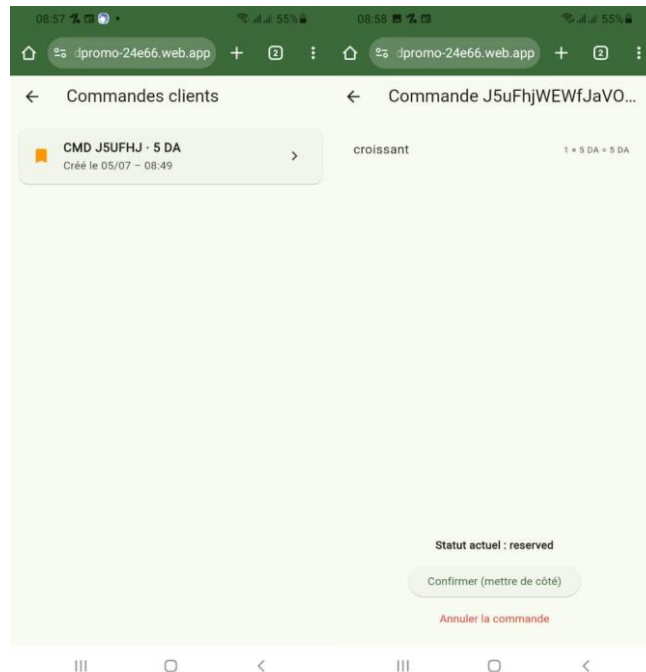 08:57
55%
dpromo-24e66.web.app
2
Commandes clients
CMD J5UFHJ · 5 DA
Créé le 05/07 – 08:49
08:58
55%
dpromo-24e66.web.app
2
Commande J5uFhjWEWfJaVO...
croissant
1 × 5 DA = 5 DA
Statut actuel : reserved
Confirmer (mettre de côté)
Annuler la commande